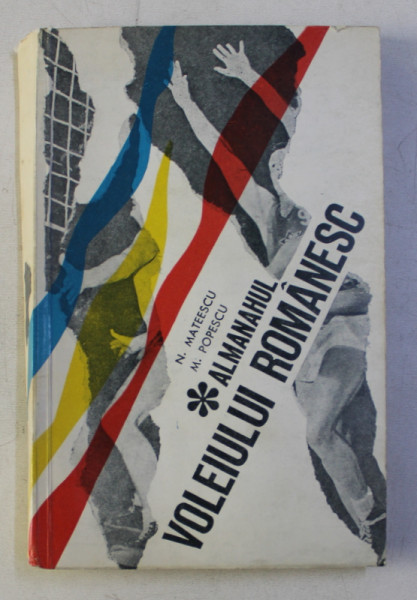 N. MATEESCU
M. POPESCU
* ALMANAHUL
VOLEIULUI ROMÂNESC